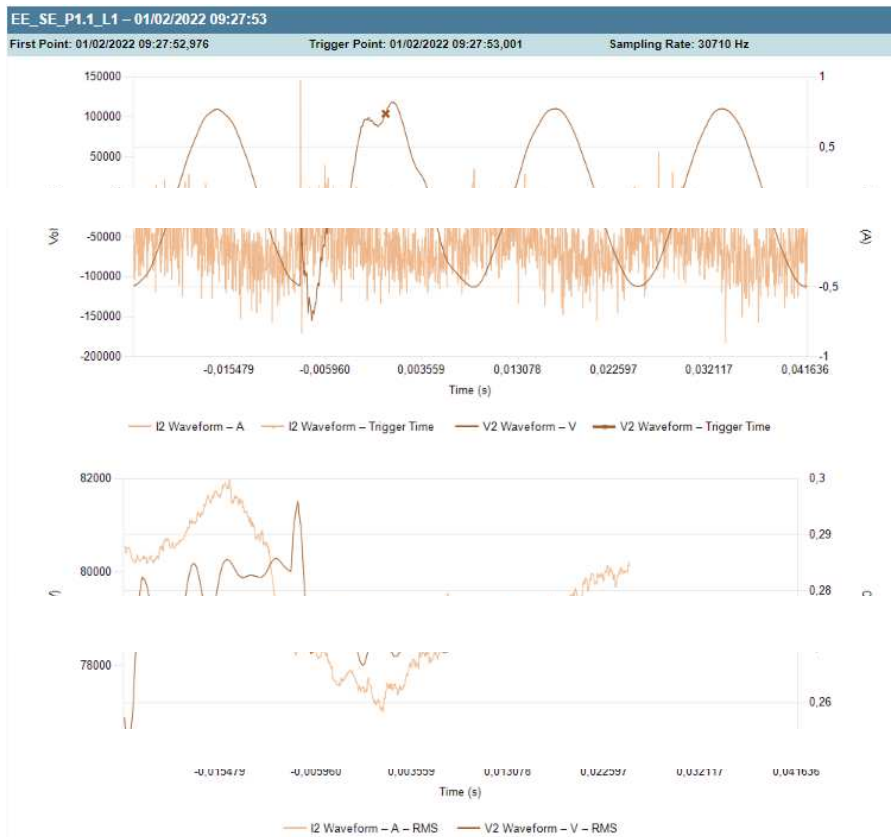 EE_SE_P1.1_L1 – 01/02/2022 09:27:53
First Point: 01/02/2022 09:27:52,976 Trigger Point: 01/02/2022 09:27:53,001 Sampling Rate: 30710 Hz
150000 1
100000
50000 0,5
Vol -50000 (A)
-100000 -0,5
-150000
-200000 -1
-0,015479 -0,005960 0,003559 0,013078 0,022597 0,032117 0,041636
Time (s)
I2 Waveform – A I2 Waveform – Trigger Time V2 Waveform – V V2 Waveform – Trigger Time
82000 0,3
0,29
80000
0,28
78000
0,26
-0,015479 -0,005960 0,003559 0,013078 0,022597 0,032117 0,041636
Time (s)
I2 Waveform – A – RMS V2 Waveform – V – RMS